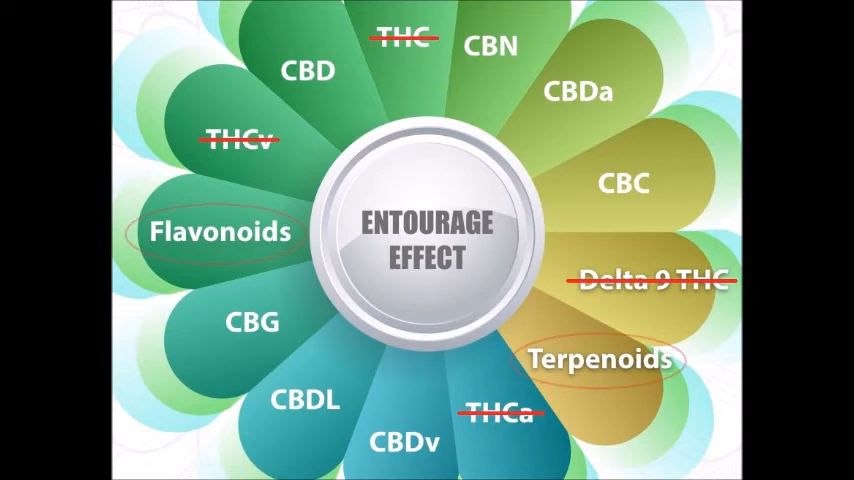 THC
CBN
CBD
CBDa
THCv
CBC
Flavonoids
ENTOURAGE
EFFECT
Delta 9 THC
CBG
Terpenoids
CBDL
THCa
CBDv